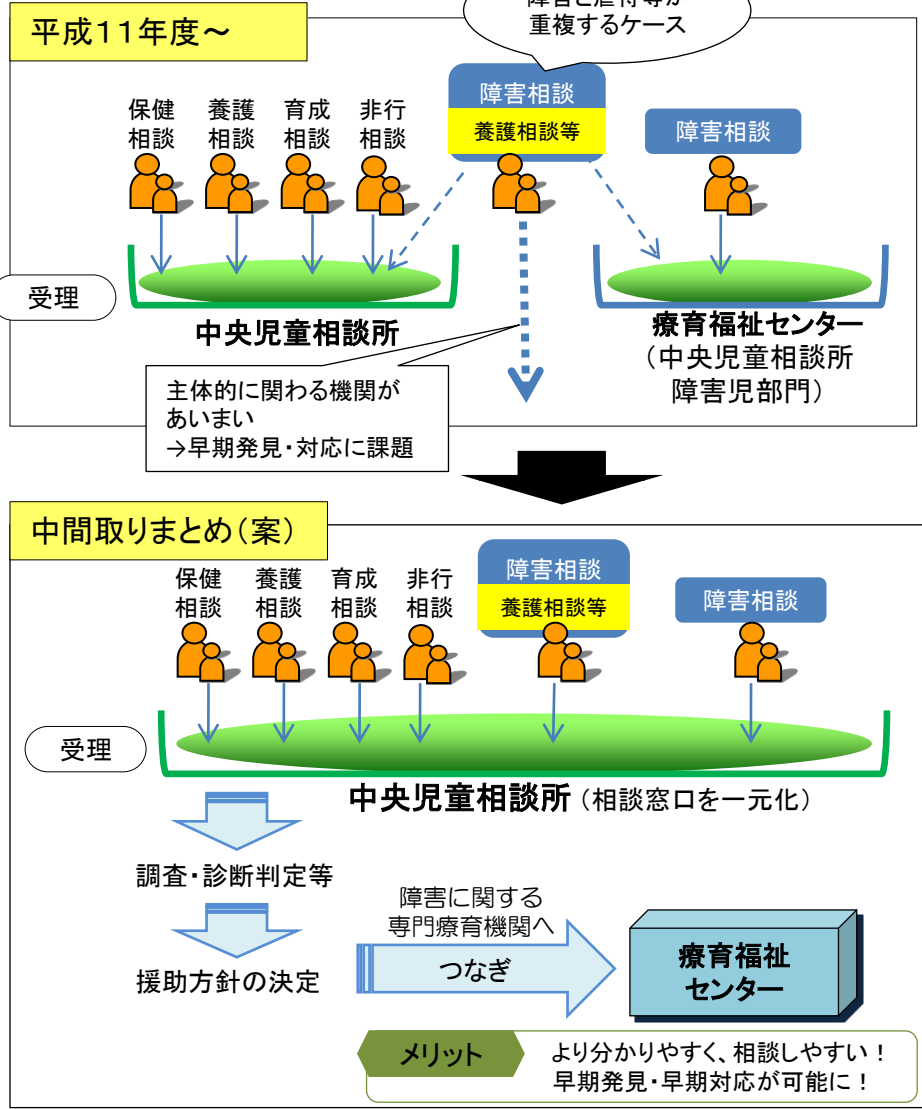 障害と虐待等が
重複するケース
平成11年度～
保健
相談
養護
相談
育成
相談
非行
相談
障害相談
養護相談等
障害相談
受理
中央児童相談所
療育福祉センター
（中央児童相談所
障害児部門）
主体的に関わる機関が
あいまい
→早期発見・対応に課題
中間取りまとめ（案）
保健
相談
養護
相談
育成
相談
非行
相談
障害相談
養護相談等
障害相談
受理
中央児童相談所（相談窓口を一元化）
調査・診断判定等
援助方針の決定
障害に関する
専門療育機関へ
つなぎ
療育福祉
センター
メリット
より分かりやすく、相談しやすい！
早期発見・早期対応が可能に！